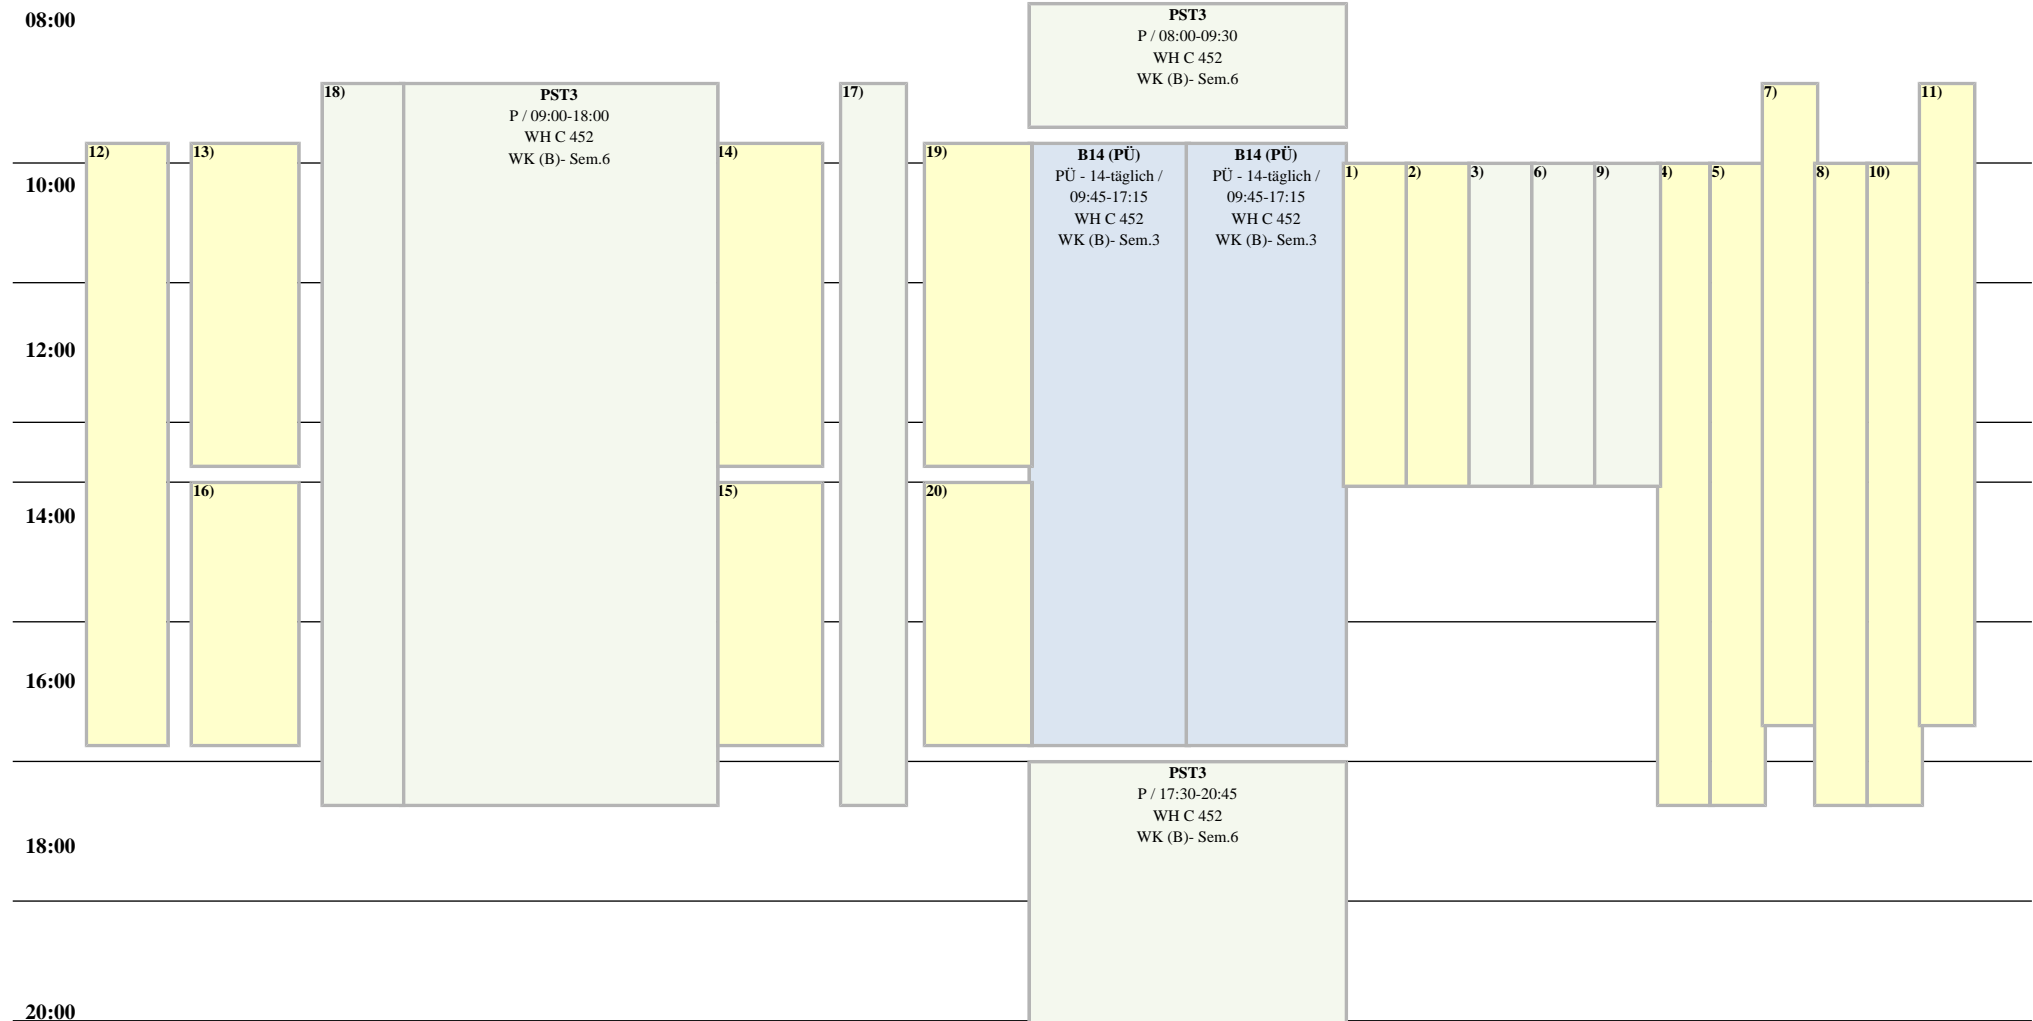 08:00
PST3
P / 08:00-09:30
WH C 452
WK (B)- Sem.6
18)
PST3
P / 09:00-18:00
WH C 452
WK (B)- Sem.6
17)
7)
11)
12)
13)
14)
19)
B14 (PÜ)
PÜ - 14-täglich /
09:45-17:15
WH C 452
WK (B)- Sem.3
B14 (PÜ)
PÜ - 14-täglich /
09:45-17:15
WH C 452
WK (B)- Sem.3
1)
2)
3)
6)
9)
4)
5)
8)
10)
10:00
12:00
16)
15)
20)
14:00
16:00
PST3
P / 17:30-20:45
WH C 452
WK (B)- Sem.6
18:00
20:00